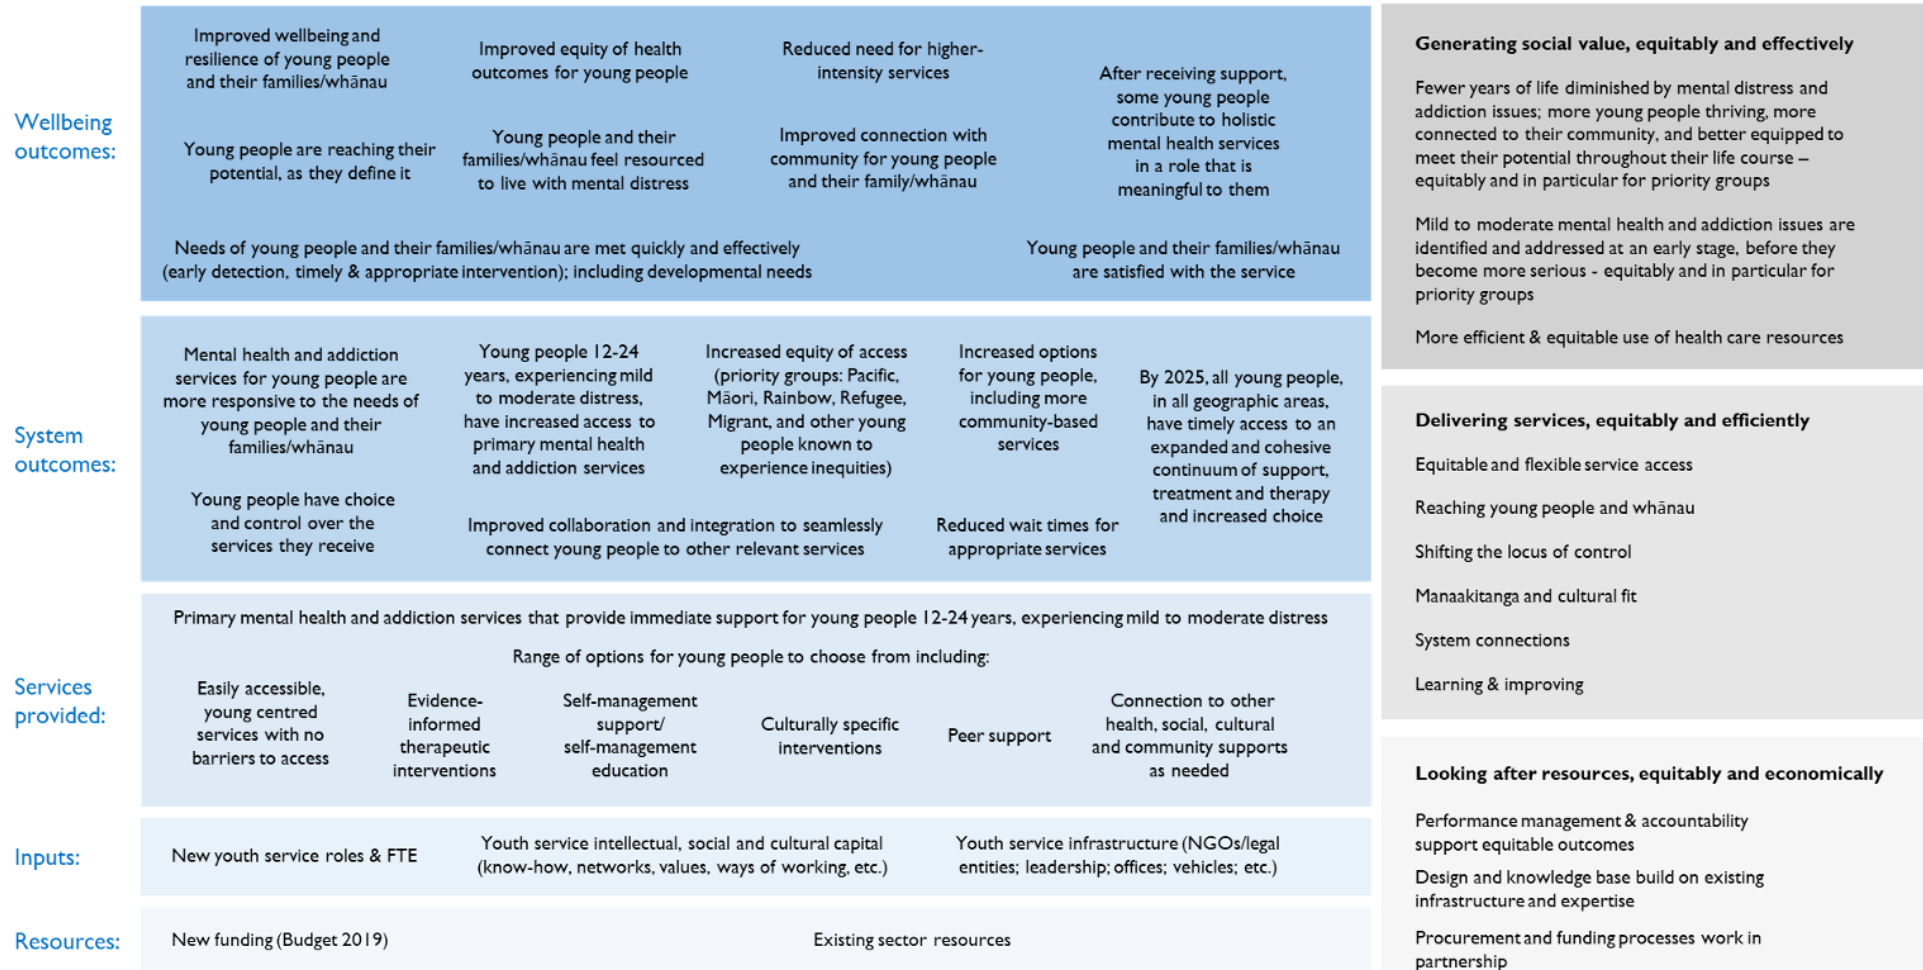 Wellbeing
outcomes:
Improved wellbeing and
resilience of young people
and their families/whānau
Improved equity of health
outcomes for young people
Reduced need for higher-
intensity services
After receiving support,
some young people
contribute to holistic
mental health services
in a role that is
meaningful to them
Young people are reaching their
potential, as they define it
Young people and their
families/whānau feel resourced
to live with mental distress
Improved connection with
community for young people
and their family/whānau
Needs of young people and their families/whānau are met quickly and effectively
(early detection, timely & appropriate intervention); including developmental needs
Young people and their families/whānau
are satisfied with the service
System
outcomes:
Mental health and addiction
services for young people are
more responsive to the needs of
young people and their
families/whānau
Young people 12-24
years, experiencing mild
to moderate distress,
have increased access to
primary mental health
and addiction services
Increased equity of access
(priority groups: Pacific,
Māori, Rainbow, Refugee,
Migrant, and other young
people known to
experience inequities)
Increased options
for young people,
including more
community-based
services
By 2025, all young people,
in all geographic areas,
have timely access to an
expanded and cohesive
continuum of support,
treatment and therapy
and increased choice
Young people have choice
and control over the
services they receive
Improved collaboration and integration to seamlessly
connect young people to other relevant services
Reduced wait times for
appropriate services
Services
provided:
Primary mental health and addiction services that provide immediate support for young people 12-24 years, experiencing mild to moderate distress
Range of options for young people to choose from including:
Easily accessible,
young centred
services with no
barriers to access
Evidence-
informed
therapeutic
interventions
Self-management
support/
self-management
education
Culturally specific
interventions
Peer support
Connection to other
health, social, cultural
and community supports
as needed
Inputs:
New youth service roles & FTE
Youth service intellectual, social and cultural capital
(know-how, networks, values, ways of working, etc.)
Youth service infrastructure (NGOs/legal
entities; leadership; offices; vehicles; etc.)
Resources:
New funding (Budget 2019)
Existing sector resources
Generating social value, equitably and effectively
Fewer years of life diminished by mental distress and
addiction issues; more young people thriving, more
connected to their community, and better equipped to
meet their potential throughout their life course –
equitably and in particular for priority groups
Mild to moderate mental health and addiction issues are
identified and addressed at an early stage, before they
become more serious - equitably and in particular for
priority groups
More efficient & equitable use of health care resources
Delivering services, equitably and efficiently
Equitable and flexible service access
Reaching young people and whānau
Shifting the locus of control
Manaakitanga and cultural fit
System connections
Learning & improving
Looking after resources, equitably and economically
Performance management & accountability
support equitable outcomes
Design and knowledge base build on existing
infrastructure and expertise
Procurement and funding processes work in
partnership